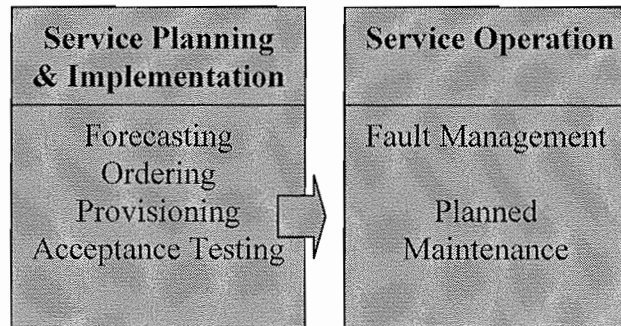 Service Planning
& Implementation
Forecasting
Ordering
Provisioning
Acceptance Testing
Service Operation
Fault Management
Planned
Maintenance